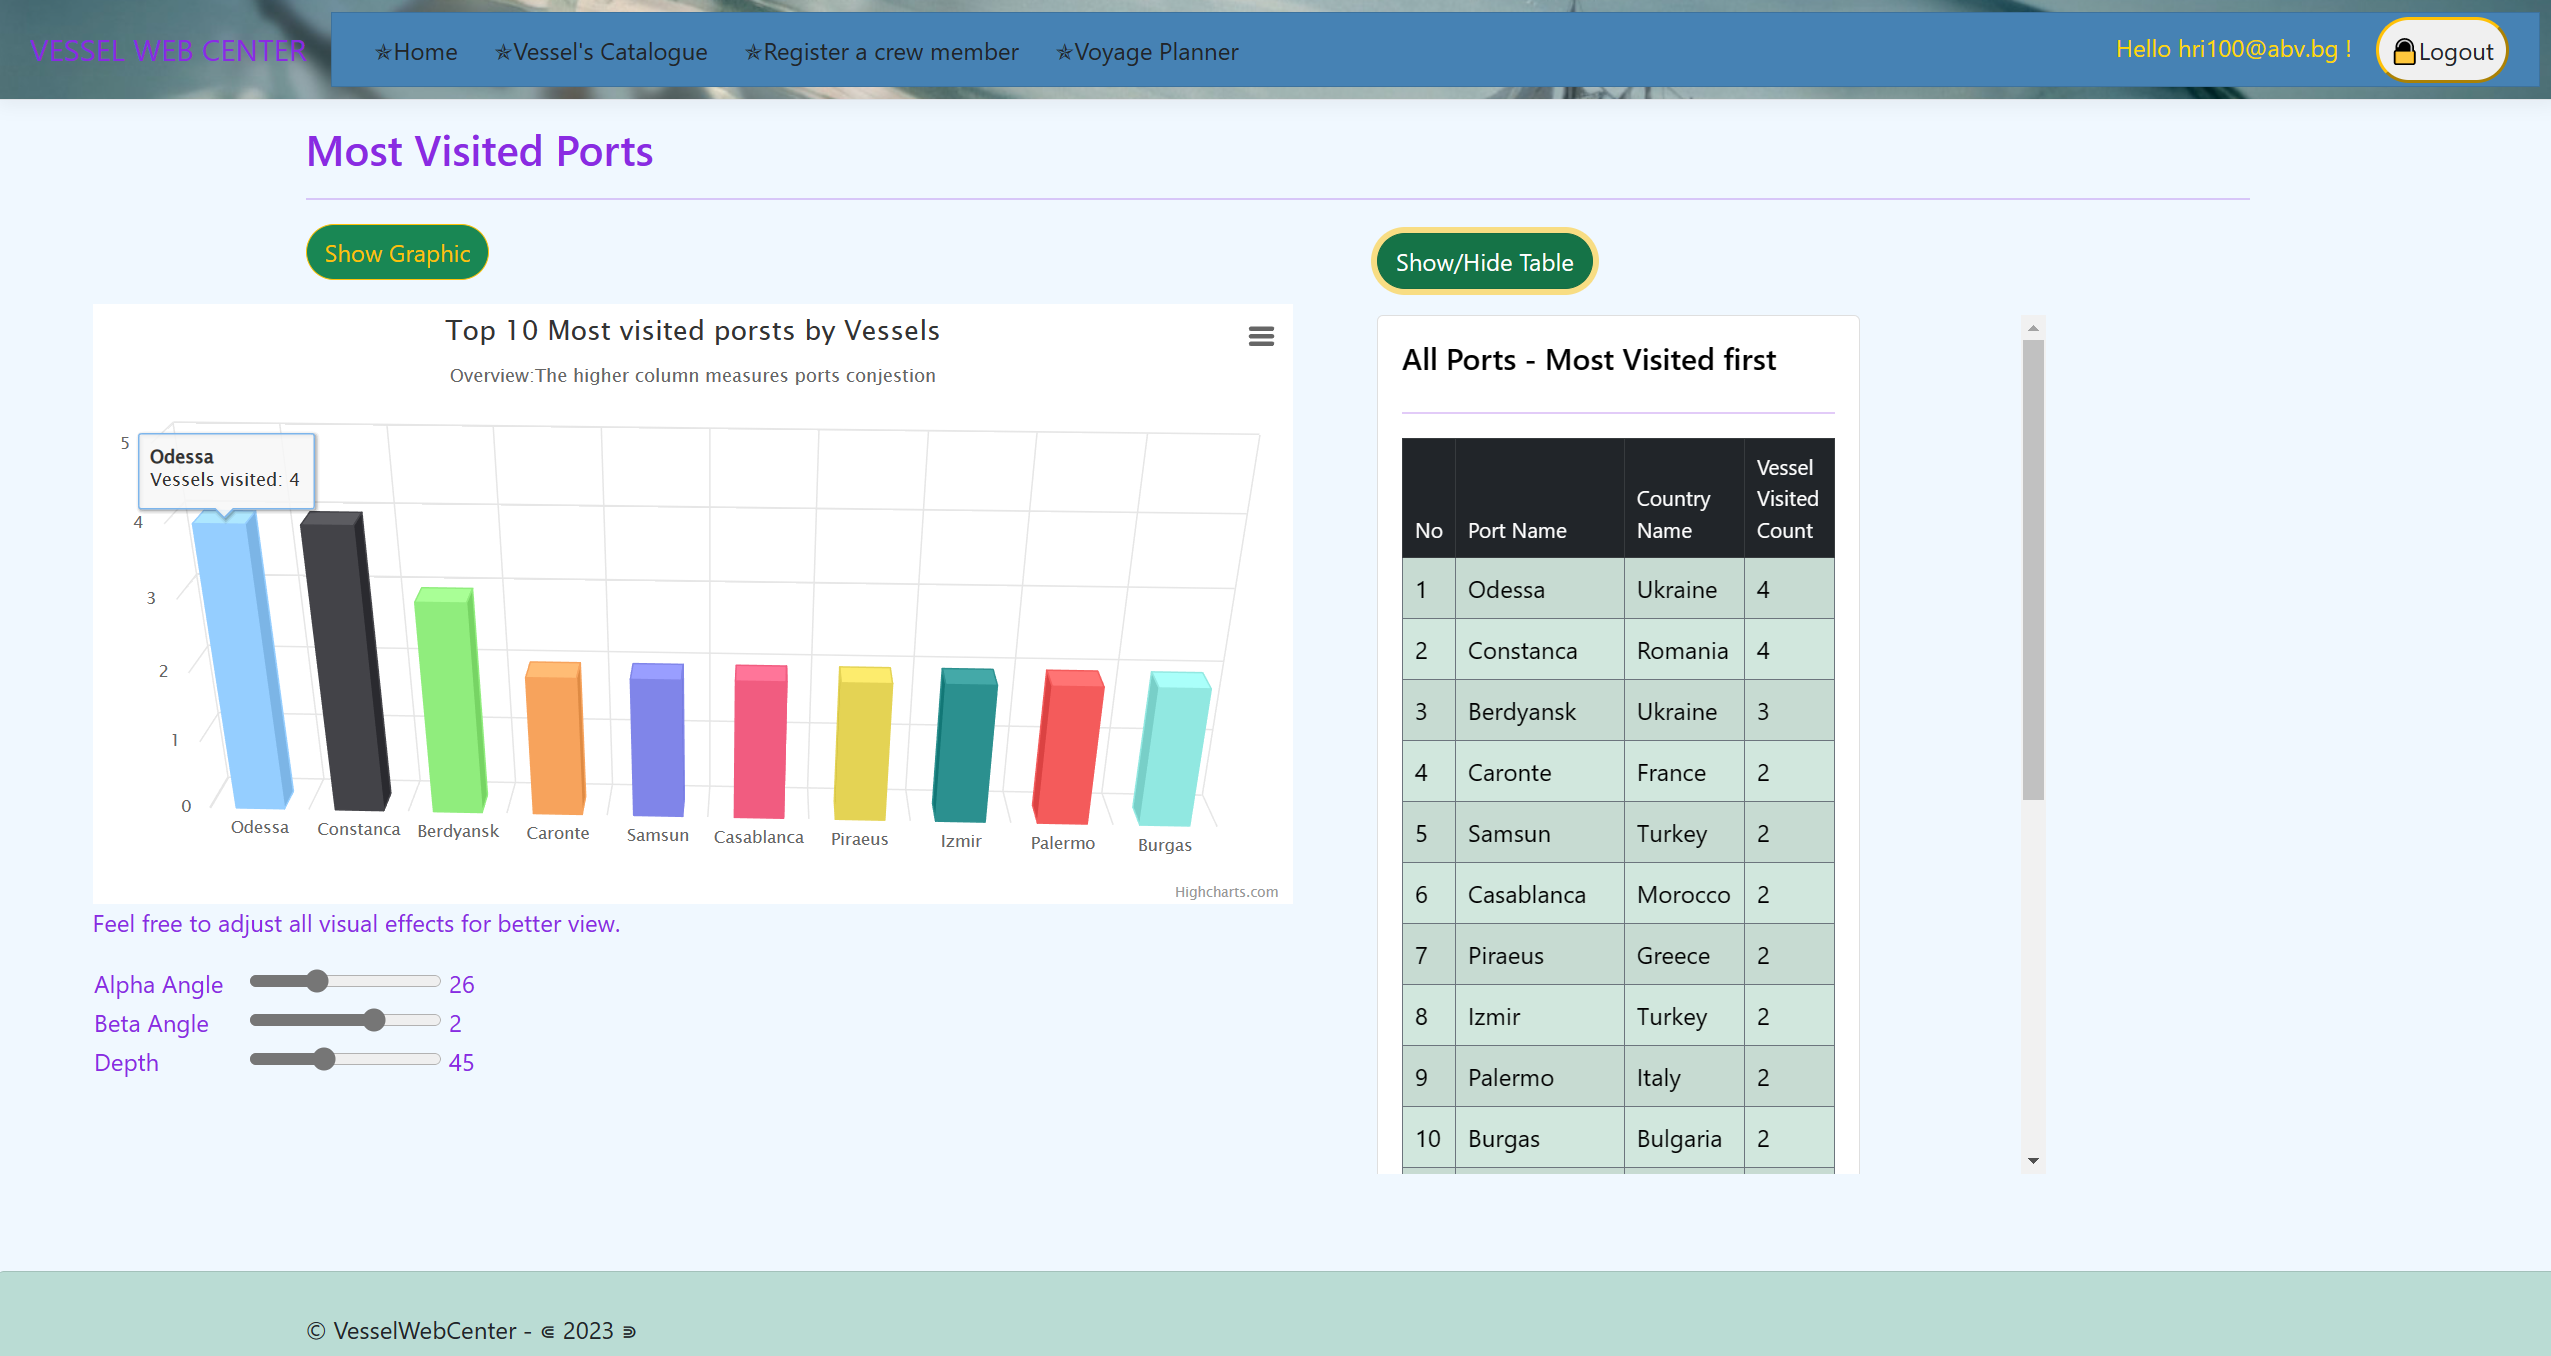 VESSEL WEB CENTER
✯Home ✯Vessel's Catalogue ✯Register a crew member ✯Voyage Planner
Hello hri100@abv.bg !
Logout
Most Visited Ports
Show Graphic
Show/Hide Table
Top 10 Most visited porsts by Vessels
Overview:The higher column measures ports conjestion
Odessa
Vessels visited: 4
5
4
3
2
1
0
Odessa Constanca Berdyansk Caronte Samsun Casablanca Piraeus Izmir Palermo Burgas
Highcharts.com
Feel free to adjust all visual effects for better view.
Alpha Angle 26
Beta Angle 2
Depth 45
All Ports - Most Visited first
No Port Name Country Name Vessel Visited Count
1 Odessa Ukraine 4
2 Constanca Romania 4
3 Berdyansk Ukraine 3
4 Caronte France 2
5 Samsun Turkey 2
6 Casablanca Morocco 2
7 Piraeus Greece 2
8 Izmir Turkey 2
9 Palermo Italy 2
10 Burgas Bulgaria 2
© VesselWebCenter - ⋐ 2023 ⋑